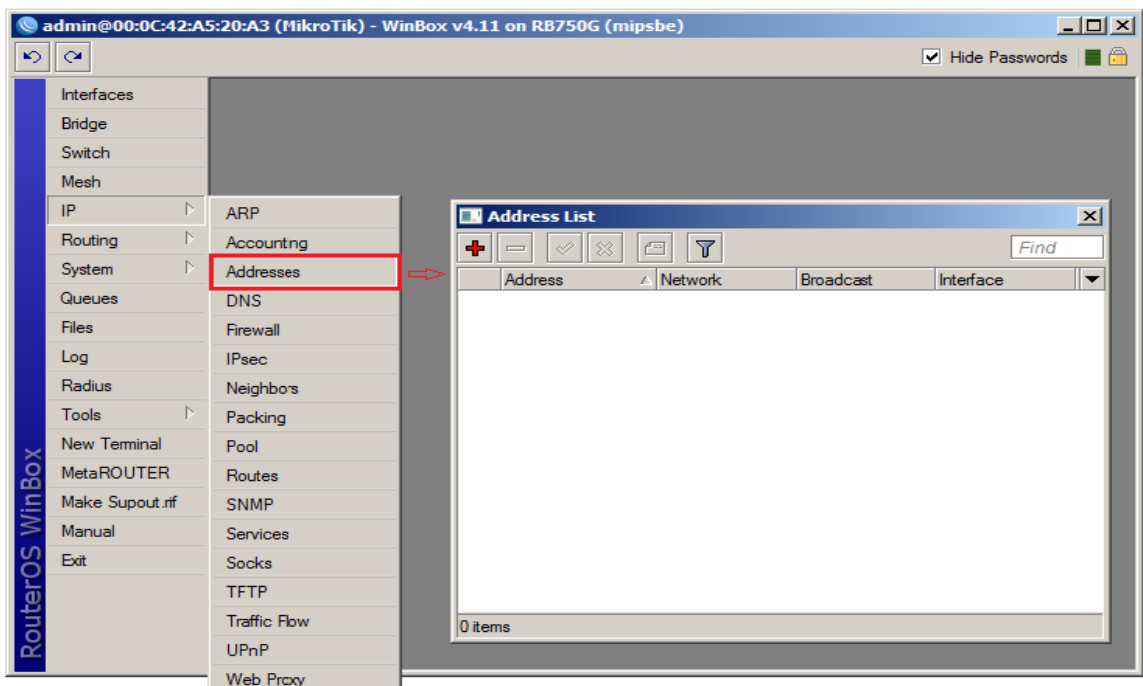 admin@00:0C:42:A5:20:A3 (MikroTik) - WinBox v4.11 on RB750G (mipsbe)
Hide Passwords
Interfaces
Bridge
Switch
Mesh
IP
Routing
System
Queues
Files
Log
Radius
Tools
New Terminal
MetaROUTER
Make Supout.rif
Manual
Exit
RouterOS WinBox
ARP
Accounting
Addresses
DNS
Firewall
IPsec
Neighbors
Packing
Pool
Routes
SNMP
Services
Socks
TFTP
Traffic Flow
UPnP
Web Proxy
Address List
Find
Address Network Broadcast Interface
0 items